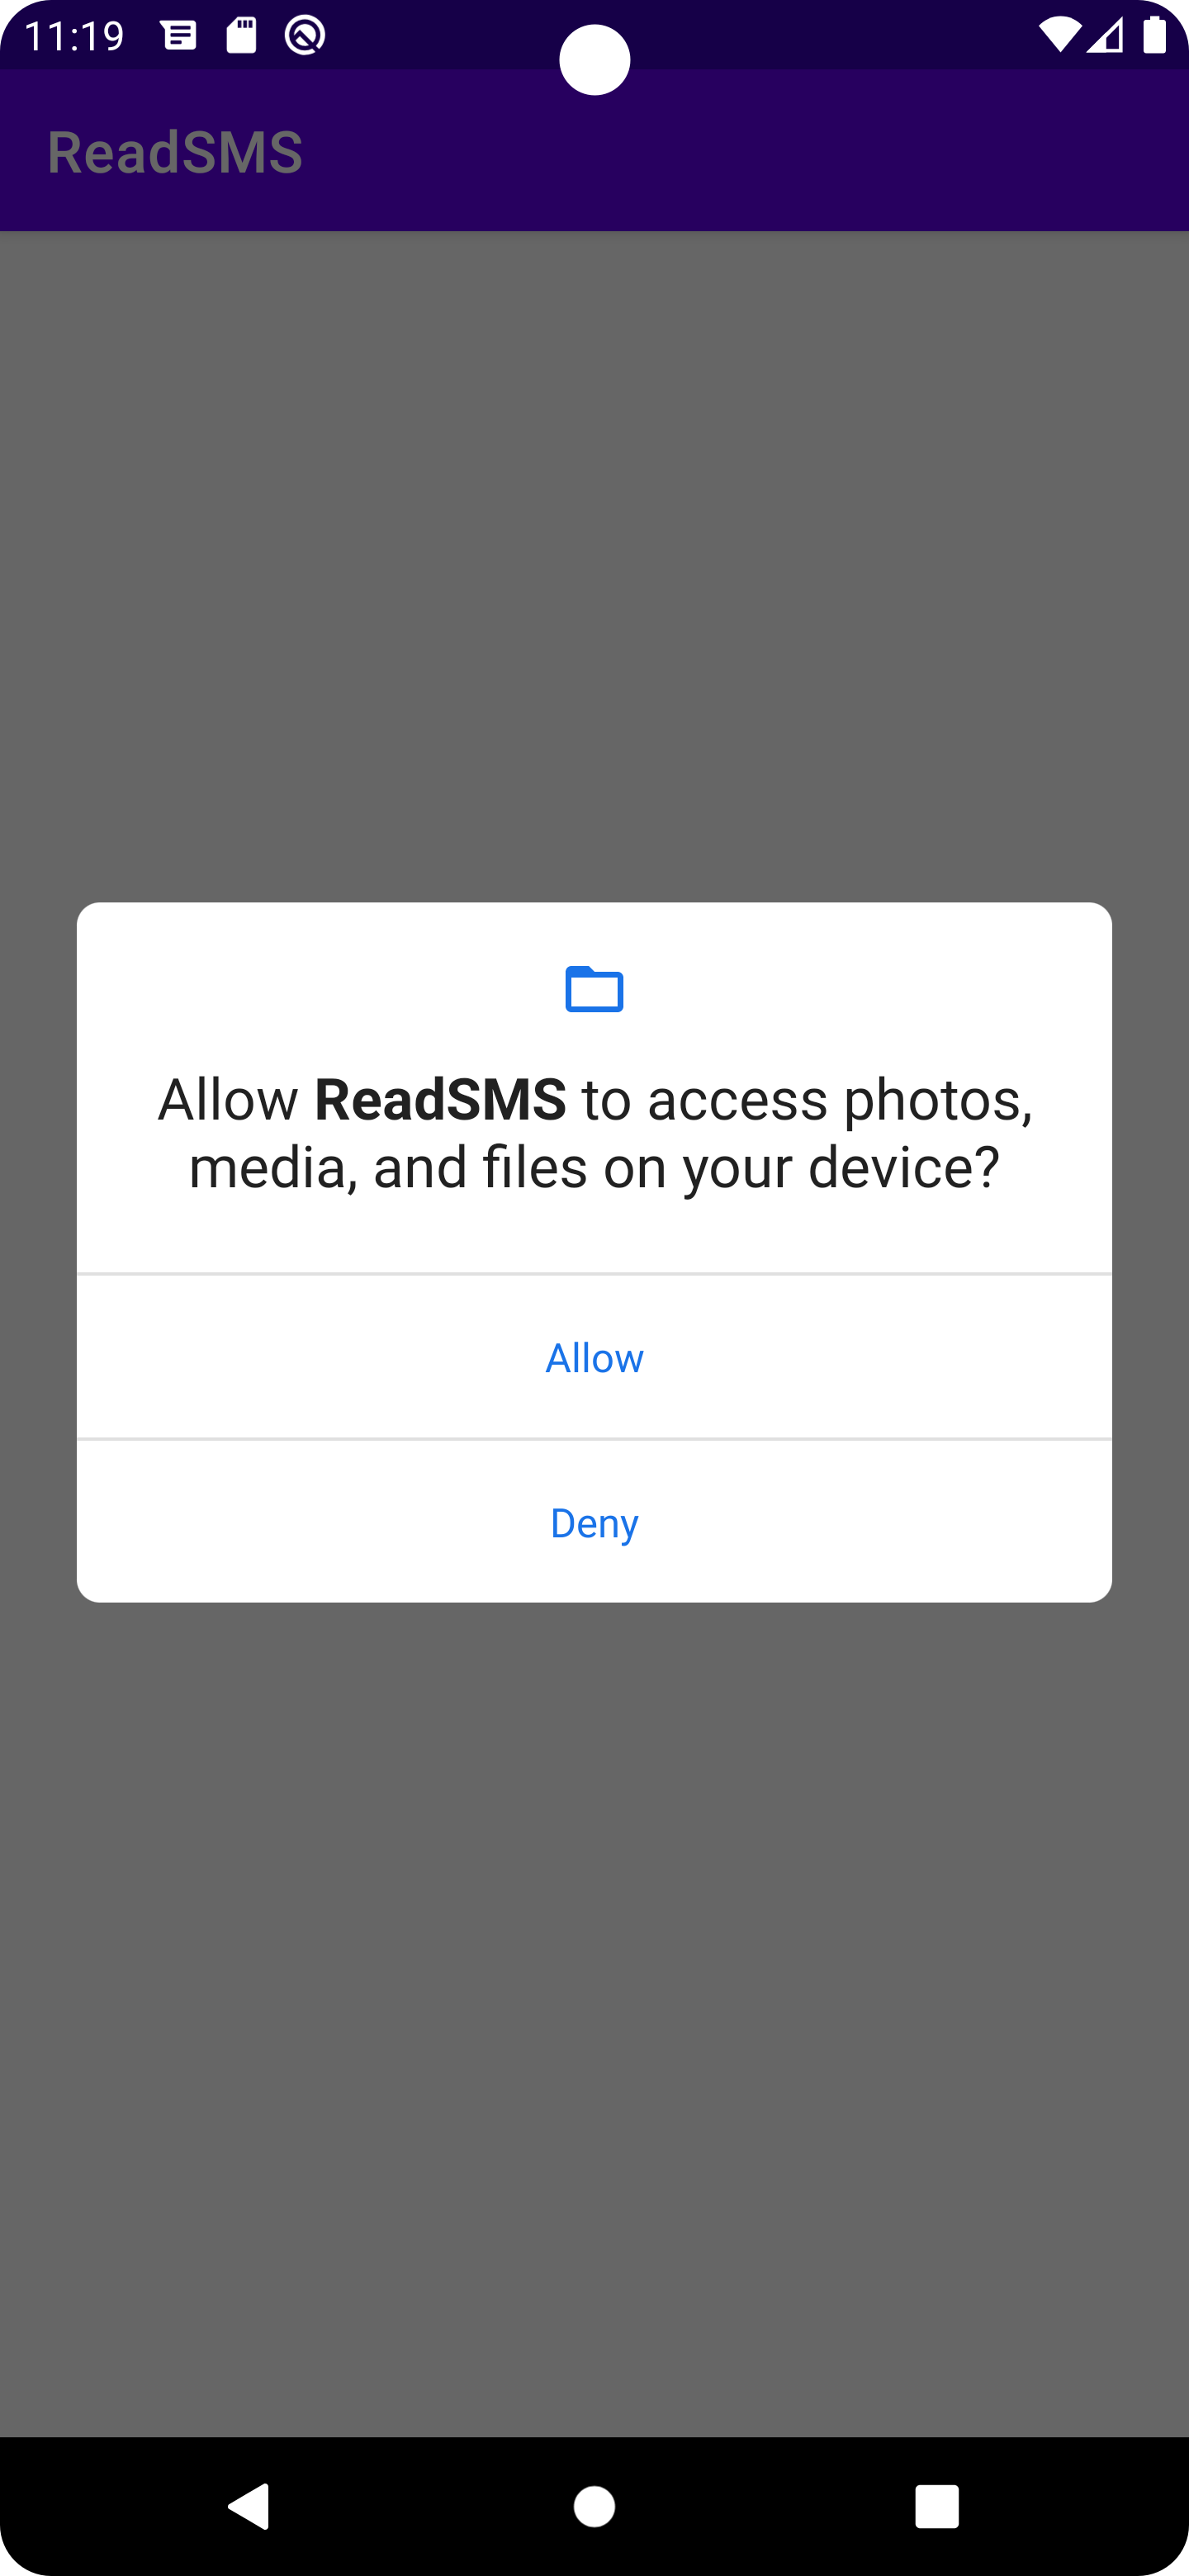 11:19
ReadSMS
Allow ReadSMS to access photos,
media, and files on your device?
Allow
Deny